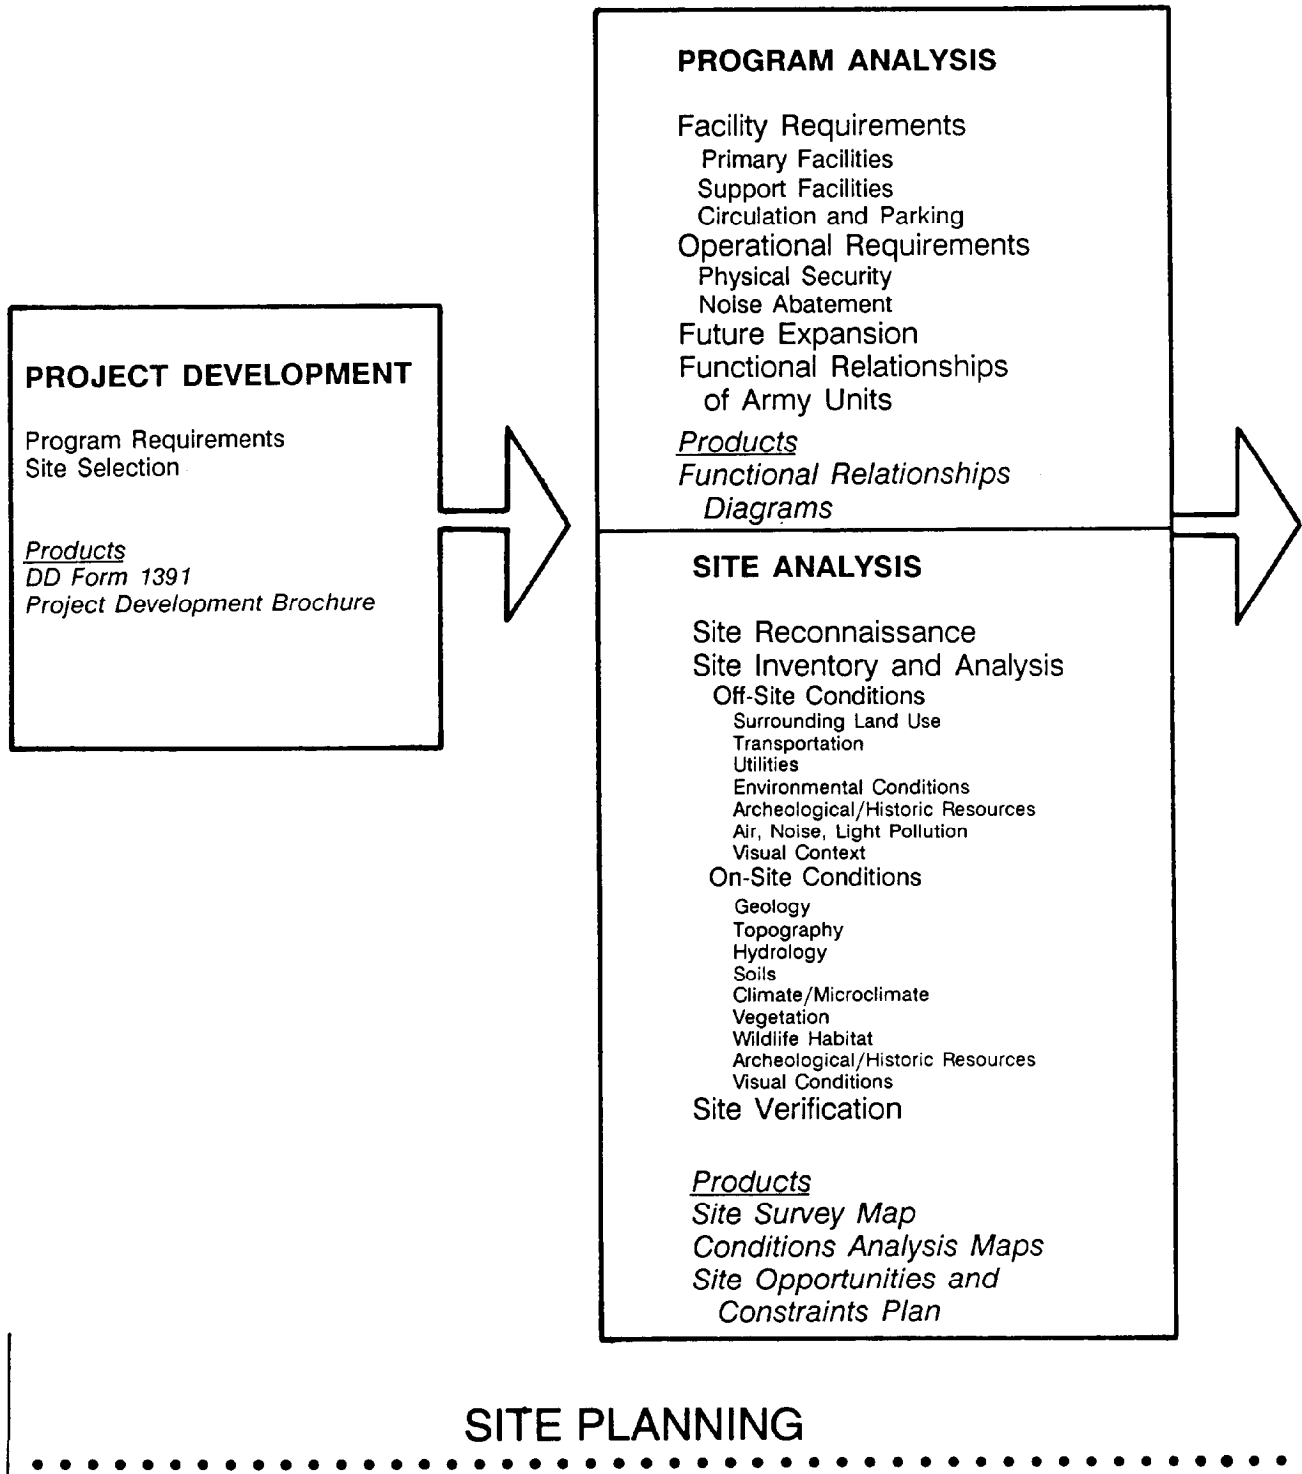 PROJECT DEVELOPMENT
Program Requirements
Site Selection
Products
DD Form 1391
Project Development Brochure
PROGRAM ANALYSIS
Facility Requirements
Primary Facilities
Support Facilities
Circulation and Parking
Operational Requirements
Physical Security
Noise Abatement
Future Expansion
Functional Relationships
of Army Units
Products
Functional Relationships
Diagrams
SITE ANALYSIS
Site Reconnaissance
Site Inventory and Analysis
Off-Site Conditions
Surrounding Land Use
Transportation
Utilities
Environmental Conditions
Archeological/Historic Resources
Air, Noise, Light Pollution
Visual Context
On-Site Conditions
Geology
Topography
Hydrology
Soils
Climate/Microclimate
Vegetation
Wildlife Habitat
Archeological/Historic Resources
Visual Conditions
Site Verification
Products
Site Survey Map
Conditions Analysis Maps
Site Opportunities and
Constraints Plan
SITE PLANNING